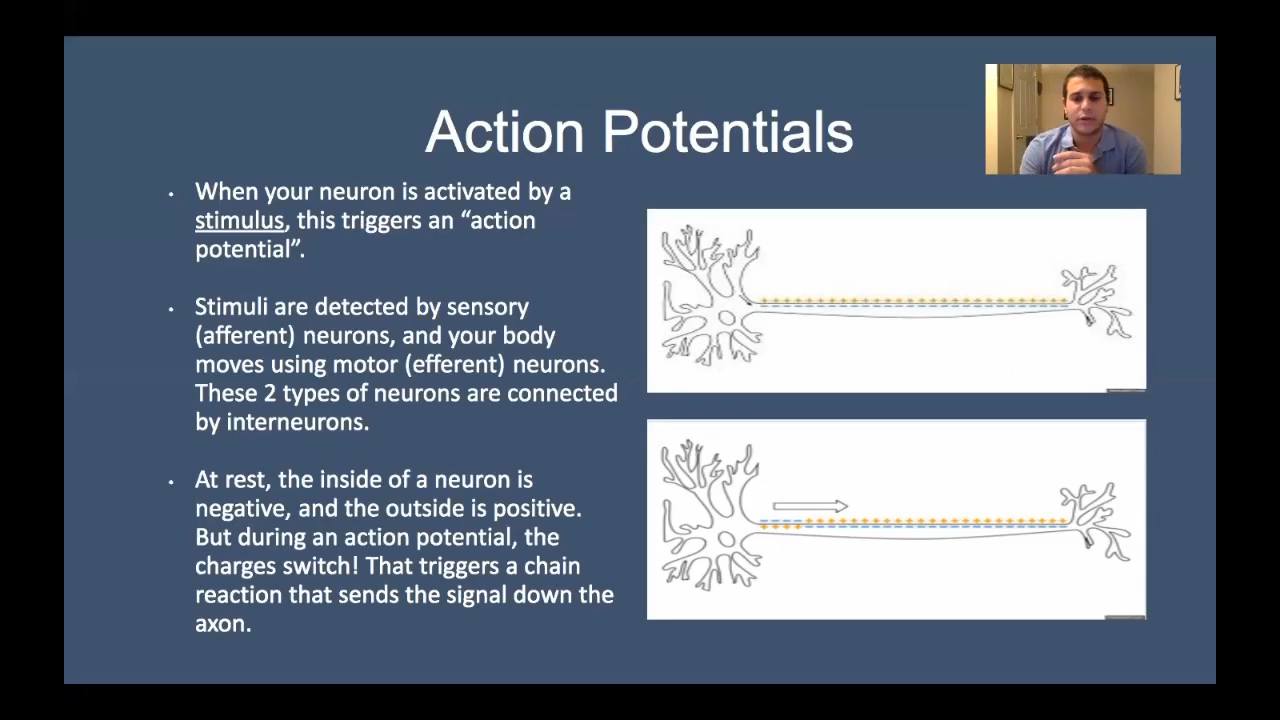 Action Potentials
• When your neuron is activated by a
stimulus, this triggers an “action
potential”.
• Stimuli are detected by sensory
(afferent) neurons, and your body
moves using motor (efferent) neurons.
These 2 types of neurons are connected
by interneurons.
• At rest, the inside of a neuron is
negative, and the outside is positive.
But during an action potential, the
charges switch! That triggers a chain
reaction that sends the signal down the
axon.